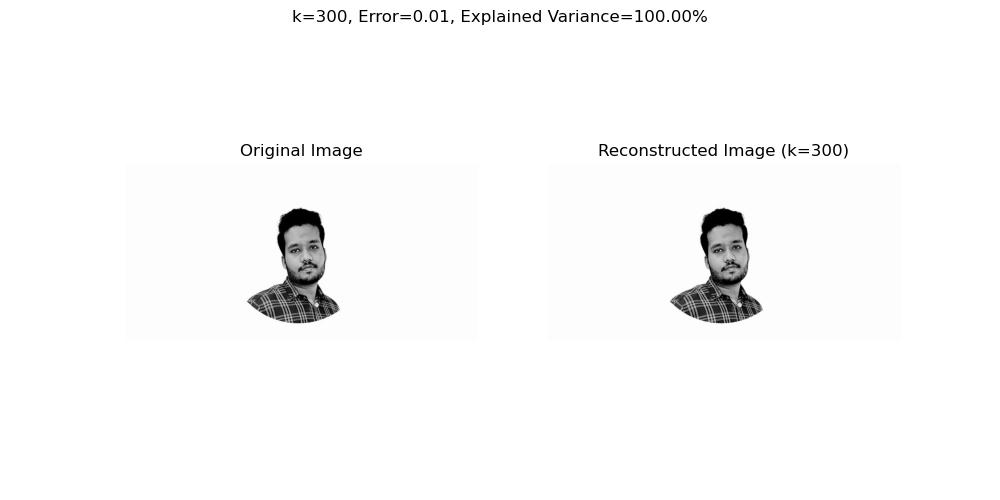 k=300, Error=0.01, Explained Variance=100.00%
Original Image
Reconstructed Image (k=300)